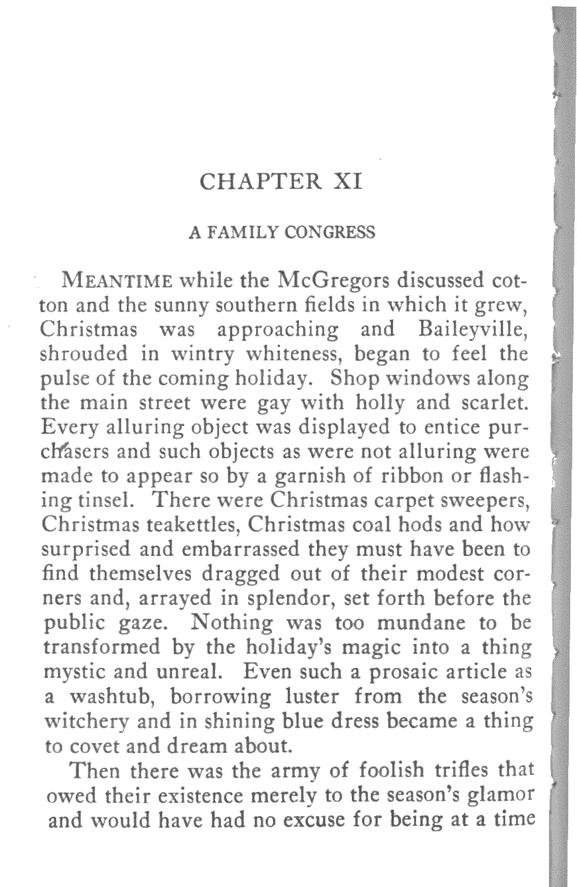 CHAPTER XI
A FAMILY CONGRESS
MEANTIME while the McGregors discussed cot-
ton and the sunny southern fields in which it grew,
Christmas was approaching and Baileyville,
shrouded in wintry whiteness, began to feel the
pulse of the coming holiday. Shop windows along
the main street were gay with holly and scarlet.
Every alluring object was displayed to entice pur-
chasers and such objects as were not alluring were
made to appear so by a garnish of ribbon or flash-
ing tinsel. There were Christmas carpet sweepers,
Christmas teakettles, Christmas coal hods and how
surprised and embarrassed they must have been to
find themselves dragged out of their modest cor-
ners and, arrayed in splendor, set forth before the
public gaze. Nothing was too mundane to be
transformed by the holiday's magic into a thing
mystic and unreal. Even such a prosaic article as
a washtub, borrowing luster from the season's
witchery and in shining blue dress became a thing
to covet and dream about.
Then there was the army of foolish trifles that
owed their existence merely to the season's glamor
and would have had no excuse for being at a time